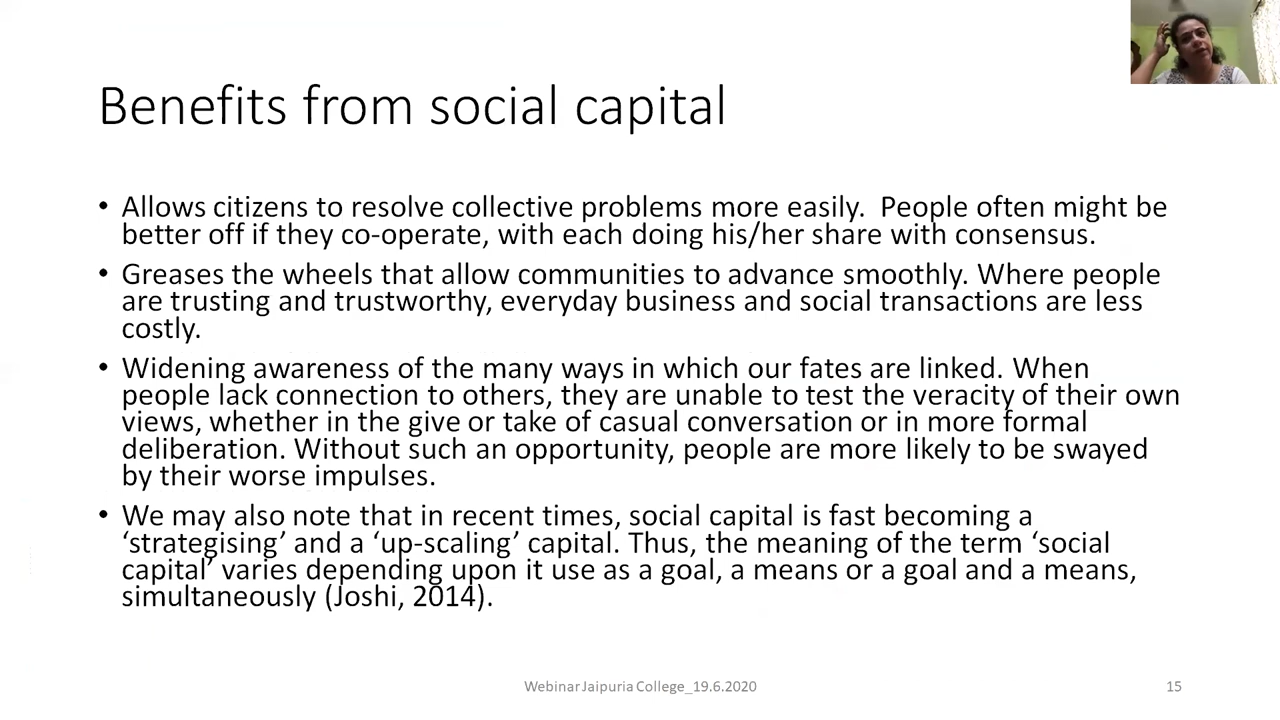 Benefits from social capital
• Allows citizens to resolve collective problems more easily.  People often might be
better off if they co-operate, with each doing his/her share with consensus.
• Greases the wheels that allow communities to advance smoothly. Where people
are trusting and trustworthy, everyday business and social transactions are less
costly.
• Widening awareness of the many ways in which our fates are linked. When
people lack connection to others, they are unable to test the veracity of their own
views, whether in the give or take of casual conversation or in more formal
deliberation. Without such an opportunity, people are more likely to be swayed
by their worse impulses.
• We may also note that in recent times, social capital is fast becoming a
‘strategising’ and a ‘up-scaling’ capital. Thus, the meaning of the term ‘social
capital’ varies depending upon it use as a goal, a means or a goal and a means,
simultaneously (Joshi, 2014).
Webinar Jaipuria College_19.6.2020
15